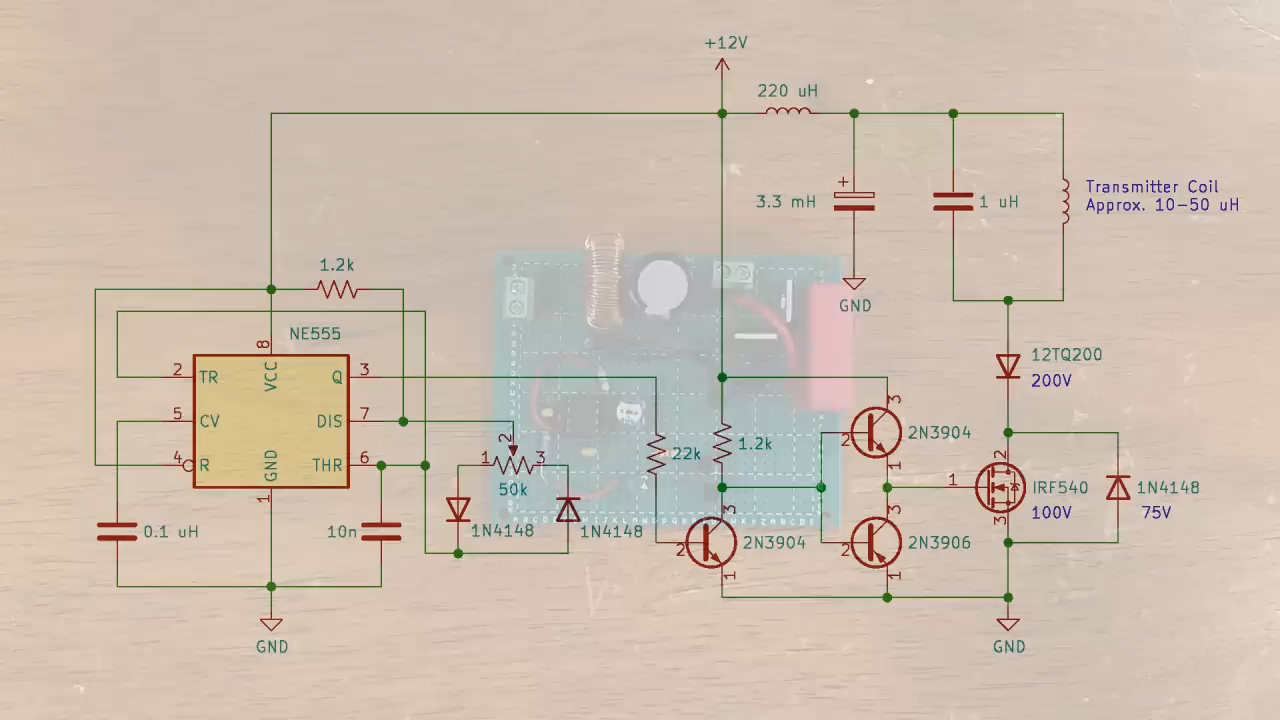 +12V
220 uH
3.3 mH
+
1 uH
Transmitter Coil
Approx. 10-50 uH
GND
1.2k
NE555
8
VCC
2 TR
Q 3
5 CV
DIS 7
4 R
THR 6
GND
1
0.1 uH
10n
GND
1 2 3
50k
1N4148
1N4148
22k
1.2k
2N3904
2 3 1
2N3904
2 3 1
2N3906
2 3 1
12TQ200
200V
1 2 3
IRF540
100V
1N4148
75V
GND